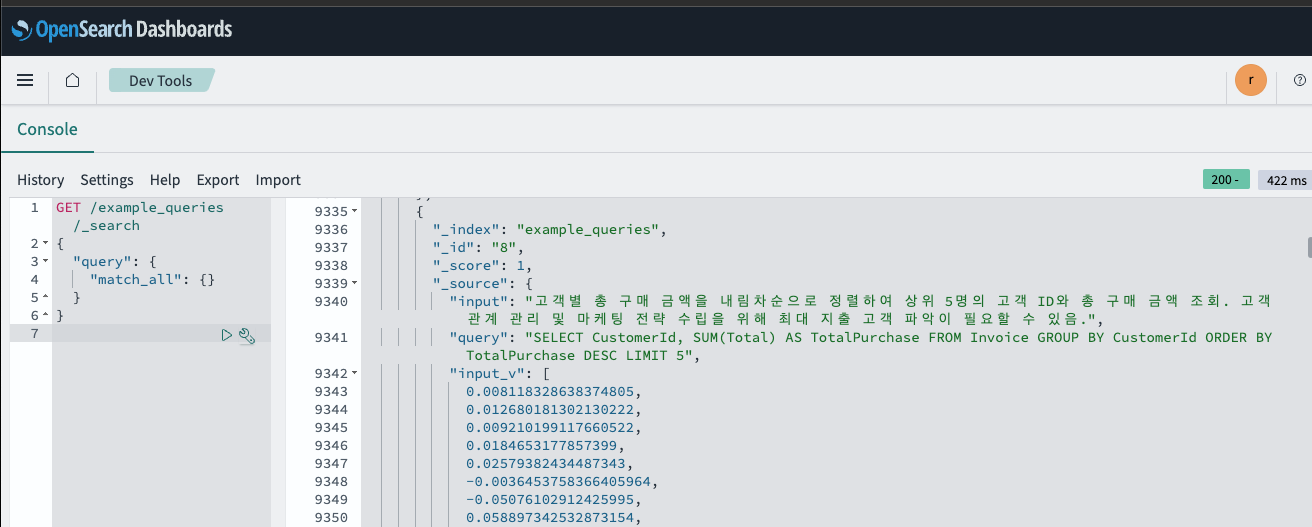 OpenSearch Dashboards
Dev Tools
r
Console
History Settings Help Export Import
200 - 422 ms
1 GET /example_queries
/_search
2 {
3 "query": {
4 "match_all": {}
5 }
6 }
7
9335 {
9336 "_index": "example_queries",
9337 "_id": "8",
9338 "_score": 1,
9339 "_source": {
9340 "input": "고객별 총 구매 금액을 내림차순으로 정렬하여 상위 5명의 고객 ID와 총 구매 금액 조회. 고객
관계 관리 및 마케팅 전략 수립을 위해 최대 지출 고객 파악이 필요할 수 있음.",
9341 "query": "SELECT CustomerId, SUM(Total) AS TotalPurchase FROM Invoice GROUP BY CustomerId ORDER BY
TotalPurchase DESC LIMIT 5",
9342 "input_v": [
9343 0.008118328638374805,
9344 0.012680181302130222,
9345 0.009210199117660522,
9346 0.0184653177857399,
9347 0.02579382434487343,
9348 -0.0036453758366405964,
9349 -0.05076102912425995,
9350 0.058897342532873154,